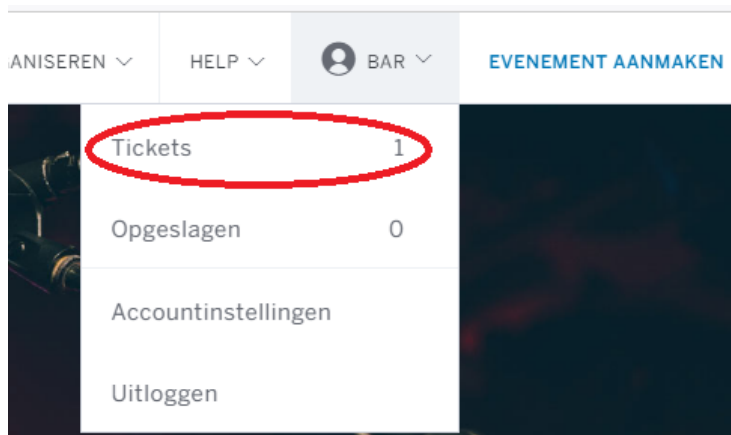 ANISEREN HELP BAR EVENEMENT AANMAKEN
Tickets 1
Opgeslagen 0
Accountinstellingen
Uitloggen